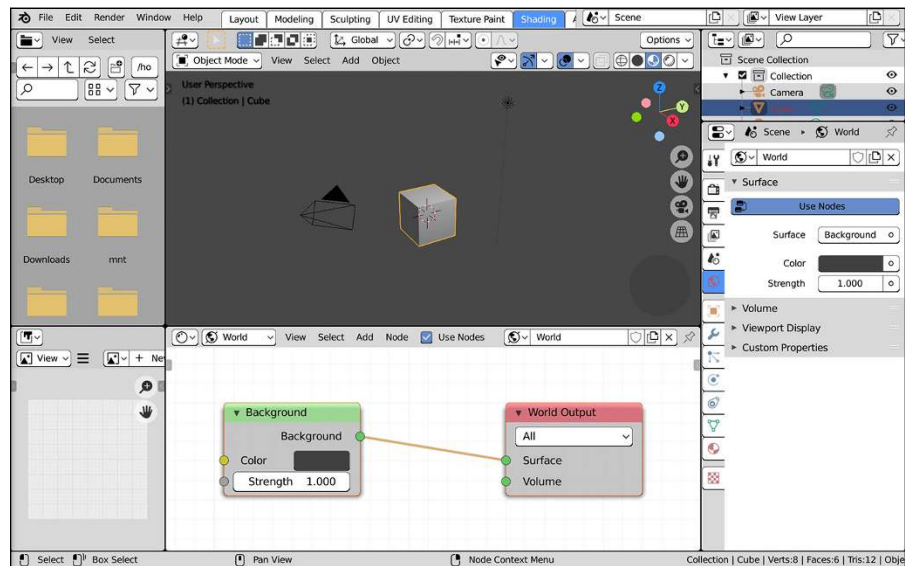 File Edit Render Window Help Layout Modeling Sculpting UV Editing Texture Paint Shading Scene View Layer
View Select Global Options
/ho Object Mode View Select Add Object
User Perspective
(1) Collection | Cube
Z
Y
X
Scene Collection
Collection
Camera
Desktop Documents
Downloads mnt
Scene World
World
Surface
Use Nodes
Surface Background
Color
Strength 1.000
Volume
Viewport Display
Custom Properties
World View Select Add Node Use Nodes World
View + Ne
Background
Background
Color
Strength 1.000
World Output
All
Surface
Volume
Select Box Select Pan View Node Context Menu Collection | Cube | Verts:8 | Faces:6 | Tris:12 | Obje